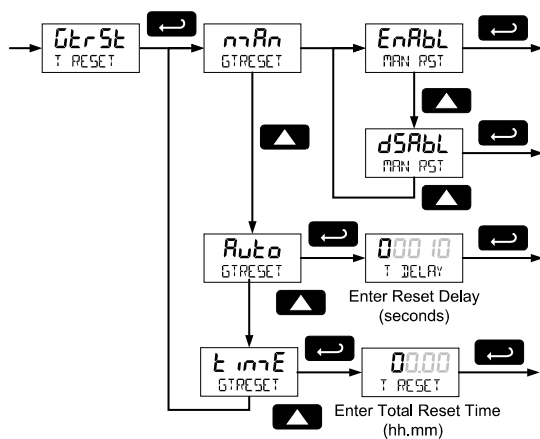 GtrSt
T RESET
mAn
GTRESET
EnAbL
MAN RST
dSAbL
MAN RST
Auto
GTRESET
00010
T DELAY
Enter Reset Delay
(seconds)
timE
GTRESET
00.00
T RESET
Enter Total Reset Time
(hh.mm)